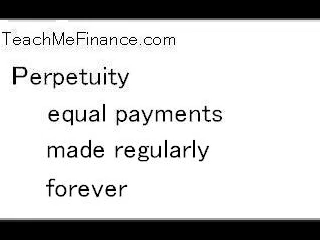 TeachMeFinance.com
Perpetuity
equal payments
made regularly
forever